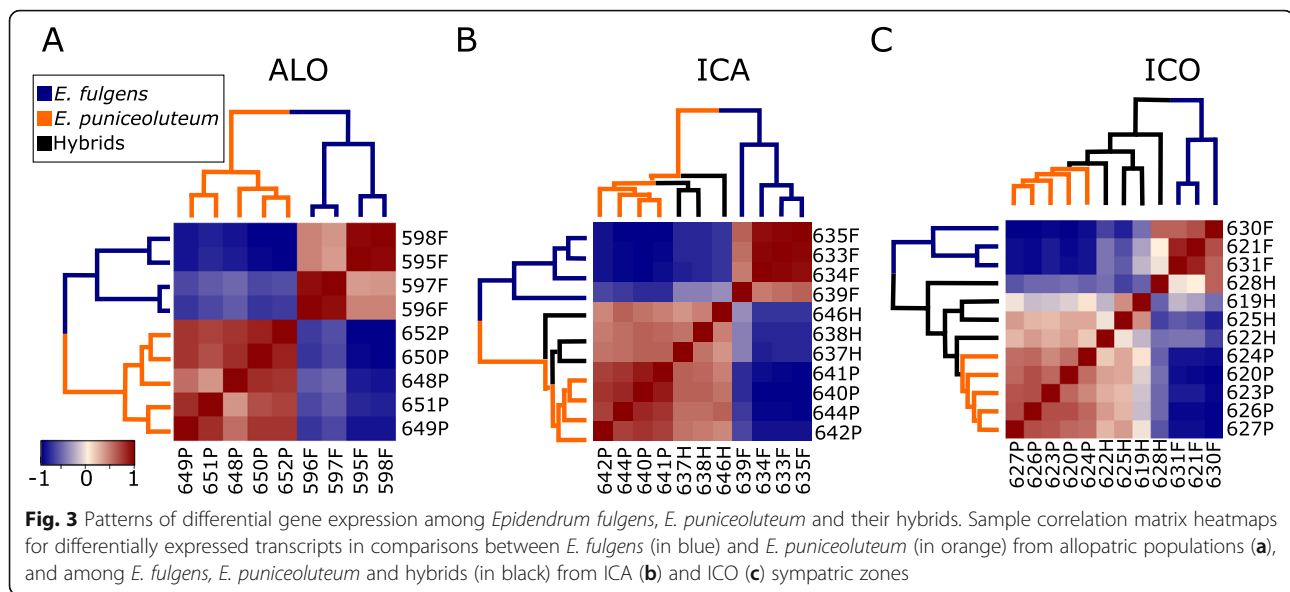 A
B
C
ALO
ICA
ICO
E. fulgens
E. puniceoluteum
Hybrids
598F
595F
597F
596F
652P
650P
648P
651P
649P
649P
651P
648P
650P
652P
596F
597F
595F
598F
-1 0 1
635F
633F
634F
639F
646H
638H
637H
641P
640P
644P
642P
642P
644P
640P
641P
637H
638H
646H
639F
634F
633F
635F
630F
621F
631F
628H
619H
625H
622H
624P
620P
623P
626P
627P
627P
626P
623P
620P
624P
622H
625H
619H
628H
631F
621F
630F
Fig. 3 Patterns of differential gene expression among Epidendrum fulgens, E. puniceoluteum and their hybrids. Sample correlation matrix heatmaps
for differentially expressed transcripts in comparisons between E. fulgens (in blue) and E. puniceoluteum (in orange) from allopatric populations (a),
and among E. fulgens, E. puniceoluteum and hybrids (in black) from ICA (b) and ICO (c) sympatric zones